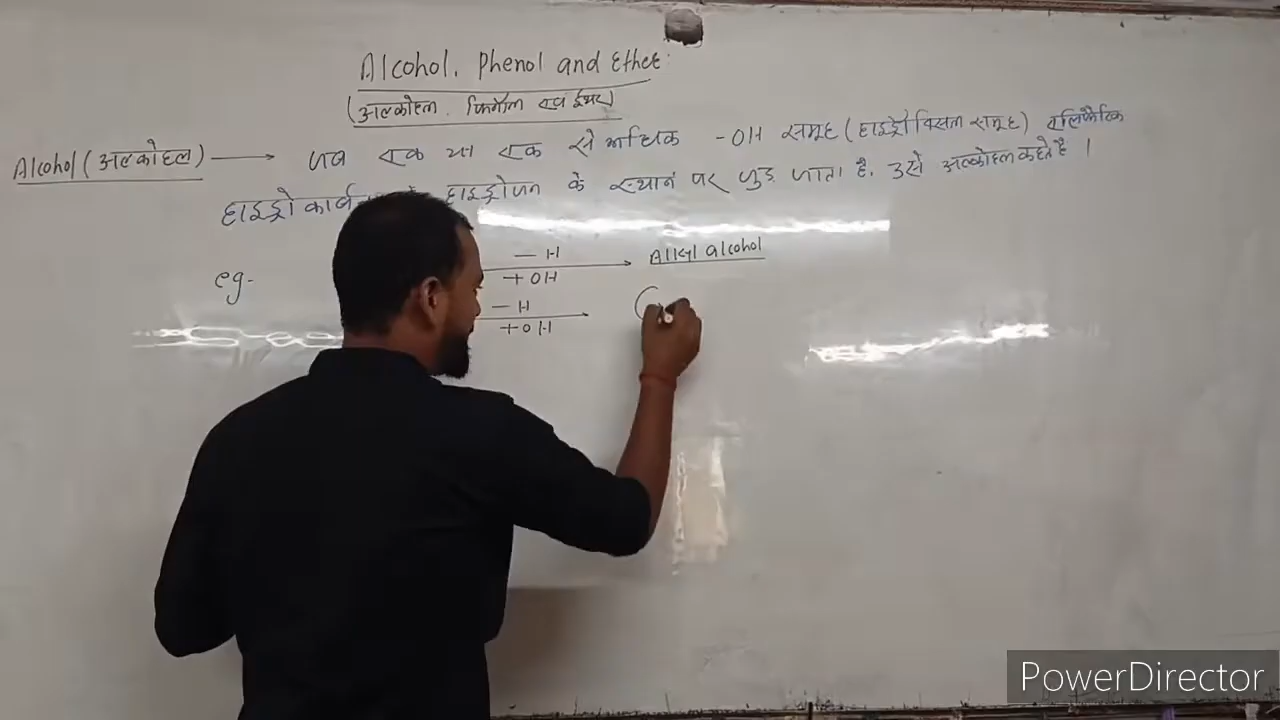 Alcohol, Phenol and Ether:
(अल्कोहल, फिनॉल एवं ईथर)
Alcohol (अल्कोहल) → जब एक या एक से अधिक -OH समूह (हाइड्रोक्सिल समूह) एलिफैटिक
हाइड्रोकार्बन हाइड्रोजन के स्थान पर जुड़ जाता है, उसे अल्कोहल कहते है ।
eg- -H +OH → Alkyl alcohol
-H +OH → C
PowerDirector